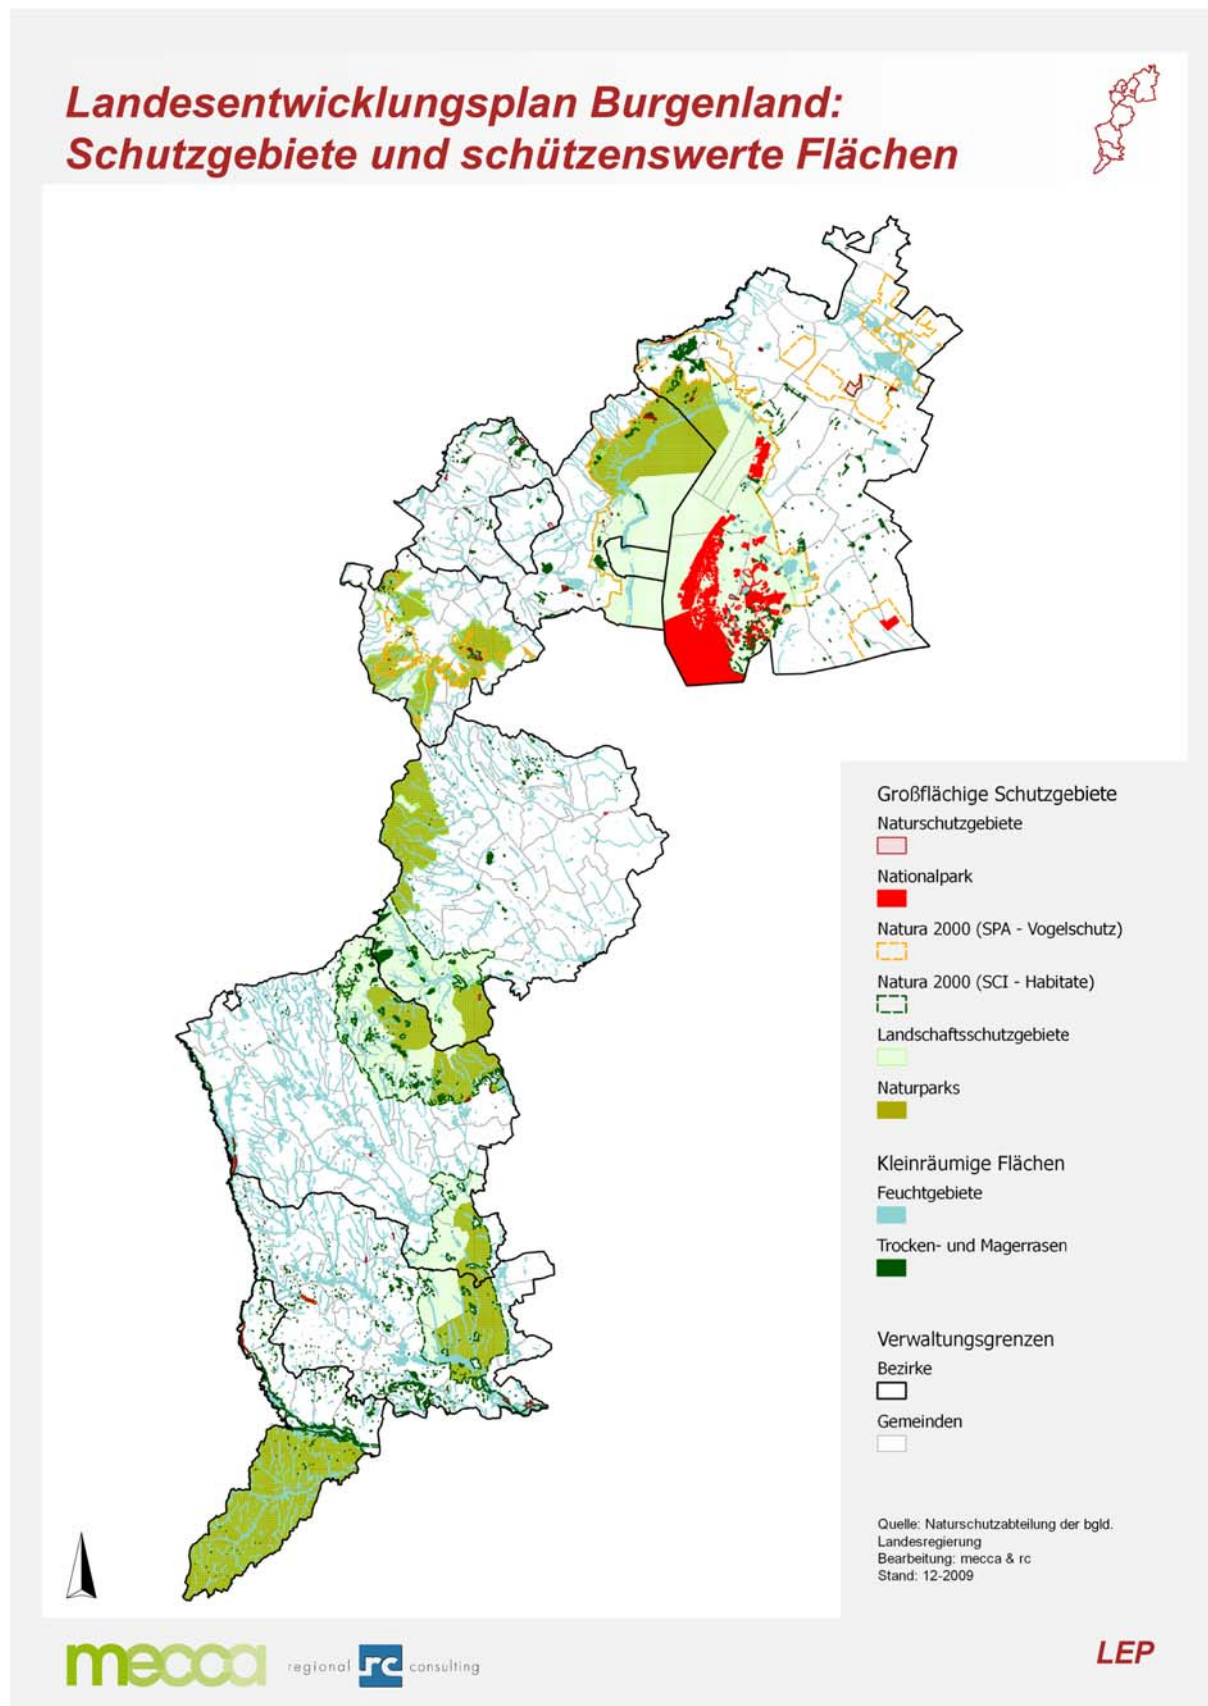 Landesentwicklungsplan Burgenland:
Schutzgebiete und schützenswerte Flächen
Großflächige Schutzgebiete
Naturschutzgebiete
Nationalpark
Natura 2000 (SPA - Vogelschutz)
Natura 2000 (SCI - Habitate)
Landschaftsschutzgebiete
Naturparks
Kleinräumige Flächen
Feuchtgebiete
Trocken- und Magerrasen
Verwaltungsgrenzen
Bezirke
Gemeinden
Quelle: Naturschutzabteilung der bgld.
Landesregierung
Bearbeitung: mecca & rc
Stand: 12-2009
mecca
regional rc consulting
LEP